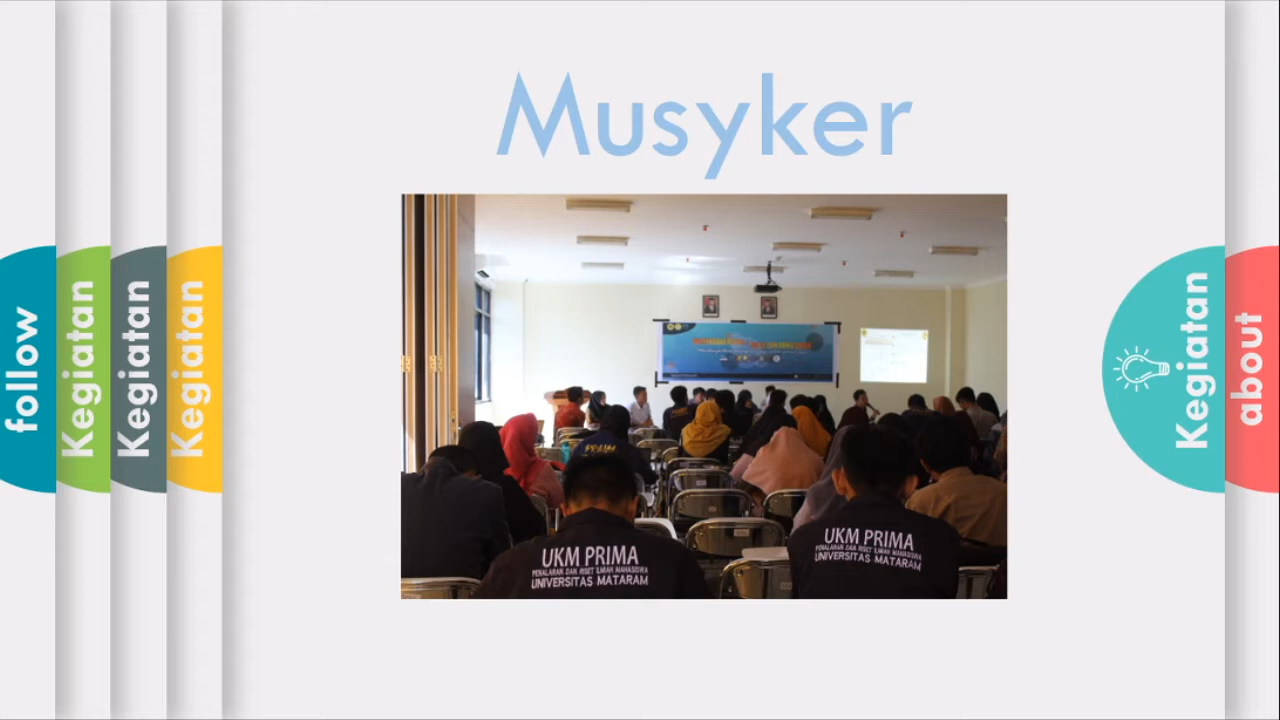 Musyker
follow
Kegiatan
Kegiatan
Kegiatan
Kegiatan
about
UKM PRIMA
PENALARAN DAN RISET ILMIAH MAHASISWA
UNIVERSITAS MATARAM
UKM PRIMA
PENALARAN DAN RISET ILMIAH MAHASISWA
UNIVERSITAS MATARAM